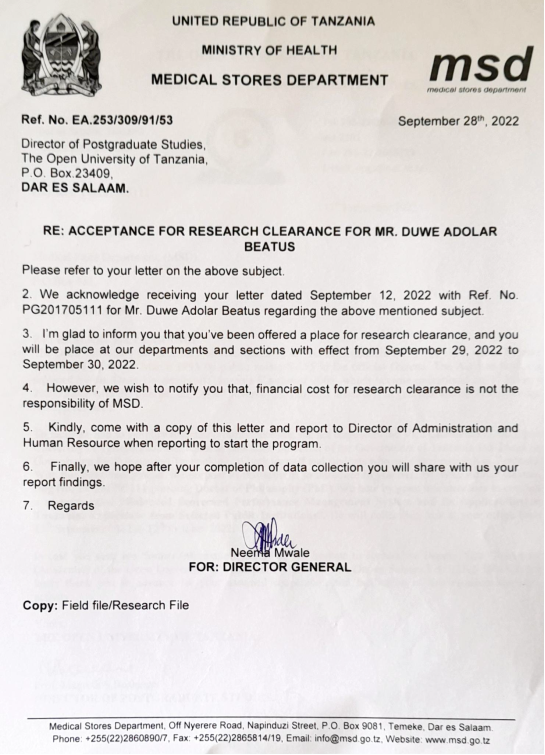 UNITED REPUBLIC OF TANZANIA
MINISTRY OF HEALTH
MEDICAL STORES DEPARTMENT
msd
medical stores department
Ref. No. EA.253/309/91/53
September 28th, 2022
Director of Postgraduate Studies,
The Open University of Tanzania,
P.O. Box.23409,
DAR ES SALAAM.
RE: ACCEPTANCE FOR RESEARCH CLEARANCE FOR MR. DUWE ADOLAR
BEATUS
Please refer to your letter on the above subject.
2. We acknowledge receiving your letter dated September 12, 2022 with Ref. No.
PG201705111 for Mr. Duwe Adolar Beatus regarding the above mentioned subject.
3. I'm glad to inform you that you've been offered a place for research clearance, and you
will be place at our departments and sections with effect from September 29, 2022 to
September 30, 2022.
4. However, we wish to notify you that, financial cost for research clearance is not the
responsibility of MSD.
5. Kindly, come with a copy of this letter and report to Director of Administration and
Human Resource when reporting to start the program.
6. Finally, we hope after your completion of data collection you will share with us your
report findings.
7. Regards
Neema Mwale
FOR: DIRECTOR GENERAL
Copy: Field file/Research File
Medical Stores Department, Off Nyerere Road, Napinduzi Street, P.O. Box 9081, Temeke, Dar es Salaam.
Phone: +255(22)2860890/7, Fax: +255(22)2865814/19, Email: info@msd.go.tz, Website: www.msd.go.tz